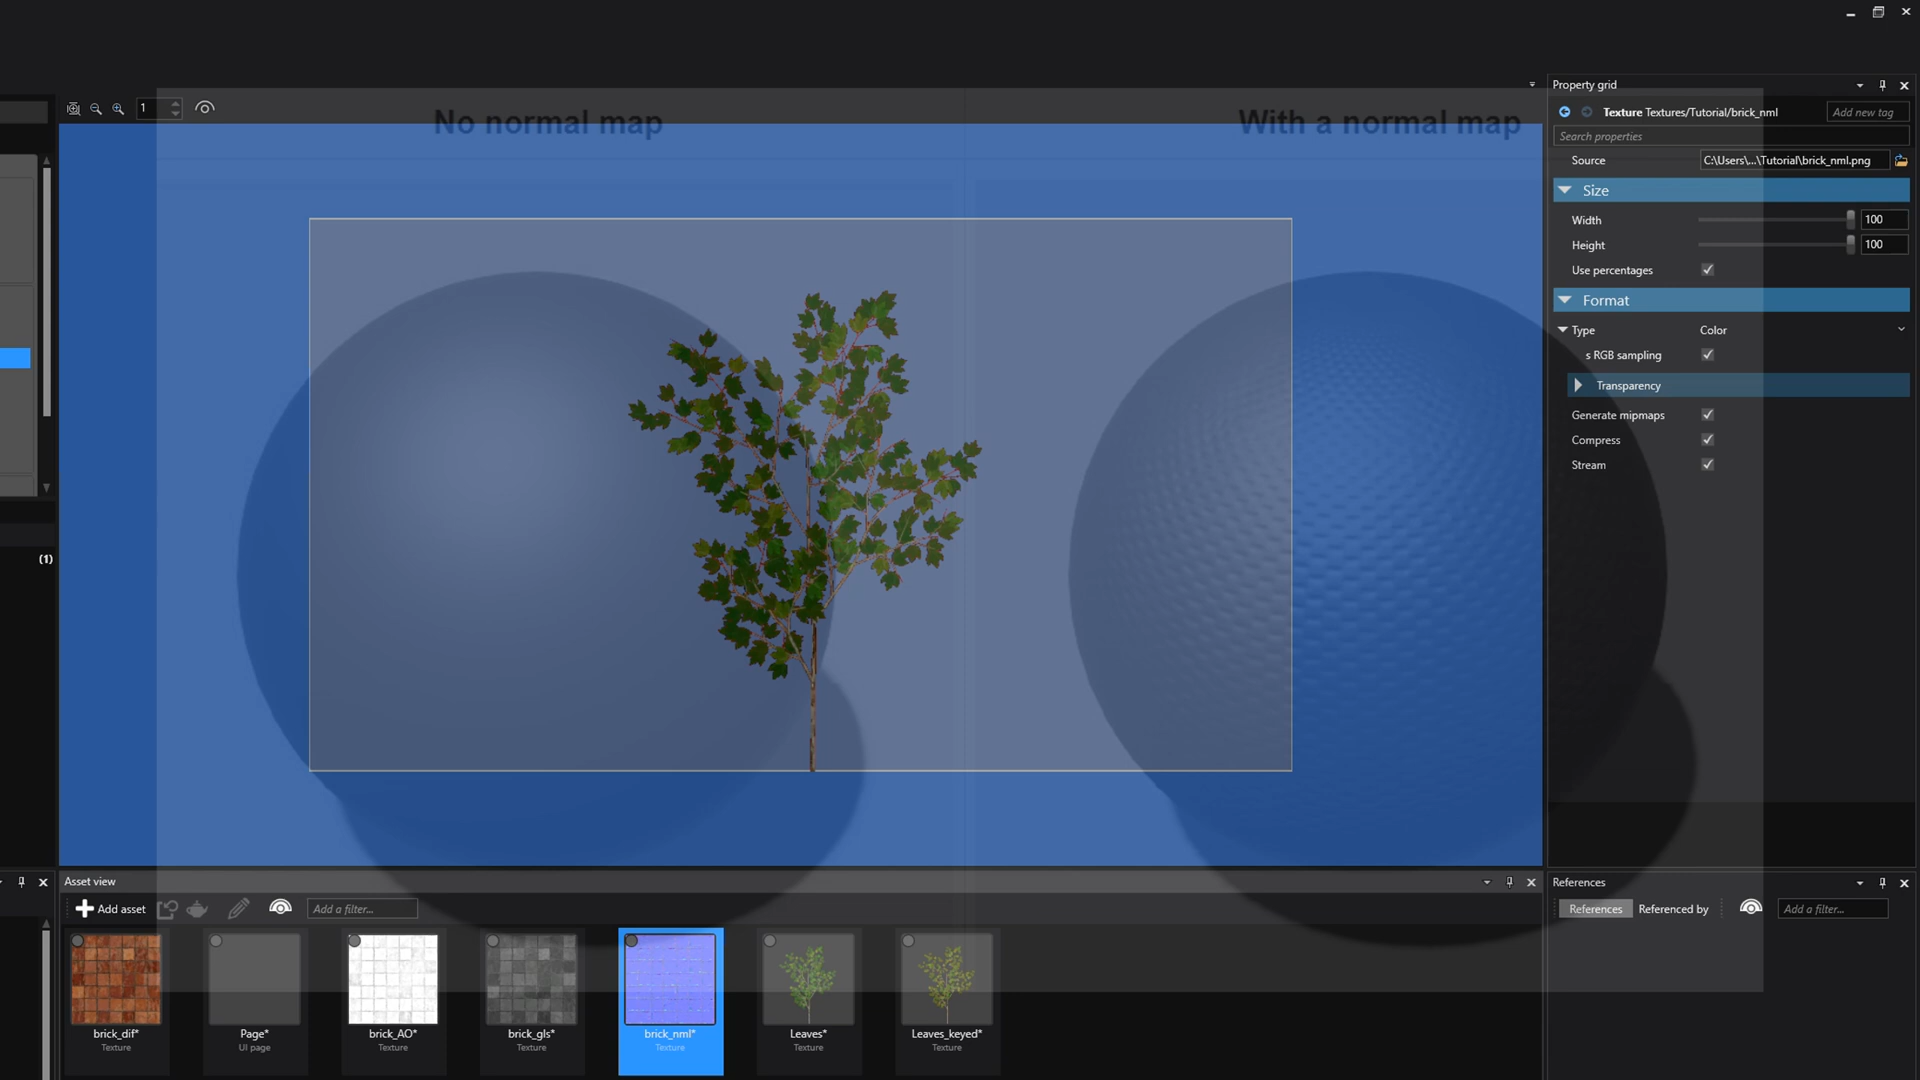 Property grid
1
No normal map
With a normal map
Texture Textures/Tutorial/brick_nml
Add new tag
Search properties
Source
C:\Users\...\Tutorial\brick_nml.png
Size
Width
100
Height
100
Use percentages
Format
Type
Color
s RGB sampling
Transparency
Generate mipmaps
Compress
Stream
(1)
Asset view
References
Add asset
Add a filter...
References
Referenced by
Add a filter...
brick_dif*
Texture
Page*
UI page
brick_AO*
Texture
brick_gls*
Texture
brick_nml*
Texture
Leaves*
Texture
Leaves_keyed*
Texture